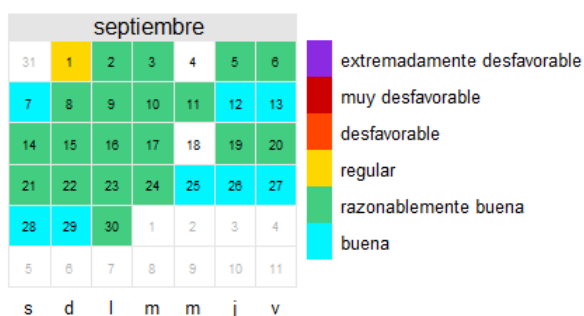 septiembre
31 1 2 3 4 5 6
7 8 9 10 11 12 13
14 15 16 17 18 19 20
21 22 23 24 25 26 27
28 29 30 1 2 3 4
5 6 7 8 9 10 11
s d l m m j v
extremadamente desfavorable
muy desfavorable
desfavorable
regular
razonablemente buena
buena